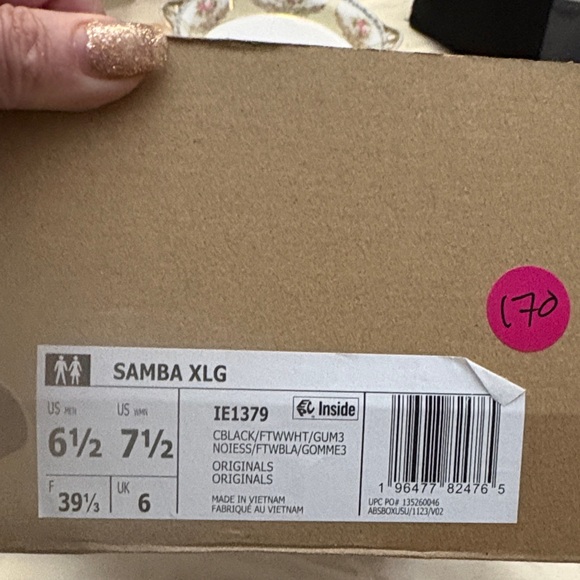 170
SAMBA XLG
US MEN US WMN
6½ 7½
F 39⅓ UK 6
IE1379
Inside
CBLACK/FTWWHT/GUM3
NOIESS/FTWBLA/GOMME3
ORIGINALS
ORIGINALS
MADE IN VIETNAM
FABRIQUÉ AU VIETNAM
1 96477 82476 5
UPC PO# 135260046
ABSBOXUSU/1123/V02